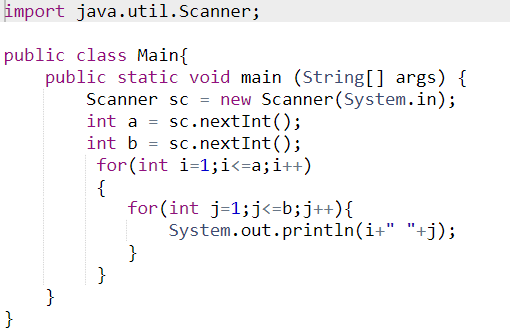 import java.util.Scanner;
public class Main{
    public static void main (String[] args) {
        Scanner sc = new Scanner(System.in);
        int a = sc.nextInt();
        int b = sc.nextInt();
         for(int i=1;i<=a;i++)
         {
            for(int j=1;j<=b;j++){
                System.out.println(i+" "+j);
            }
         }
    }
}